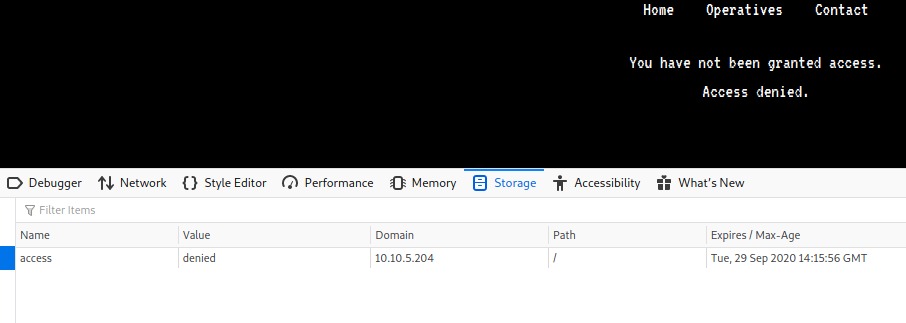 Home Operatives Contact
You have not been granted access.
Access denied.
Debugger Network Style Editor Performance Memory Storage Accessibility What's New
Filter Items
Name Value Domain Path Expires / Max-Age
access denied 10.10.5.204 / Tue, 29 Sep 2020 14:15:56 GMT